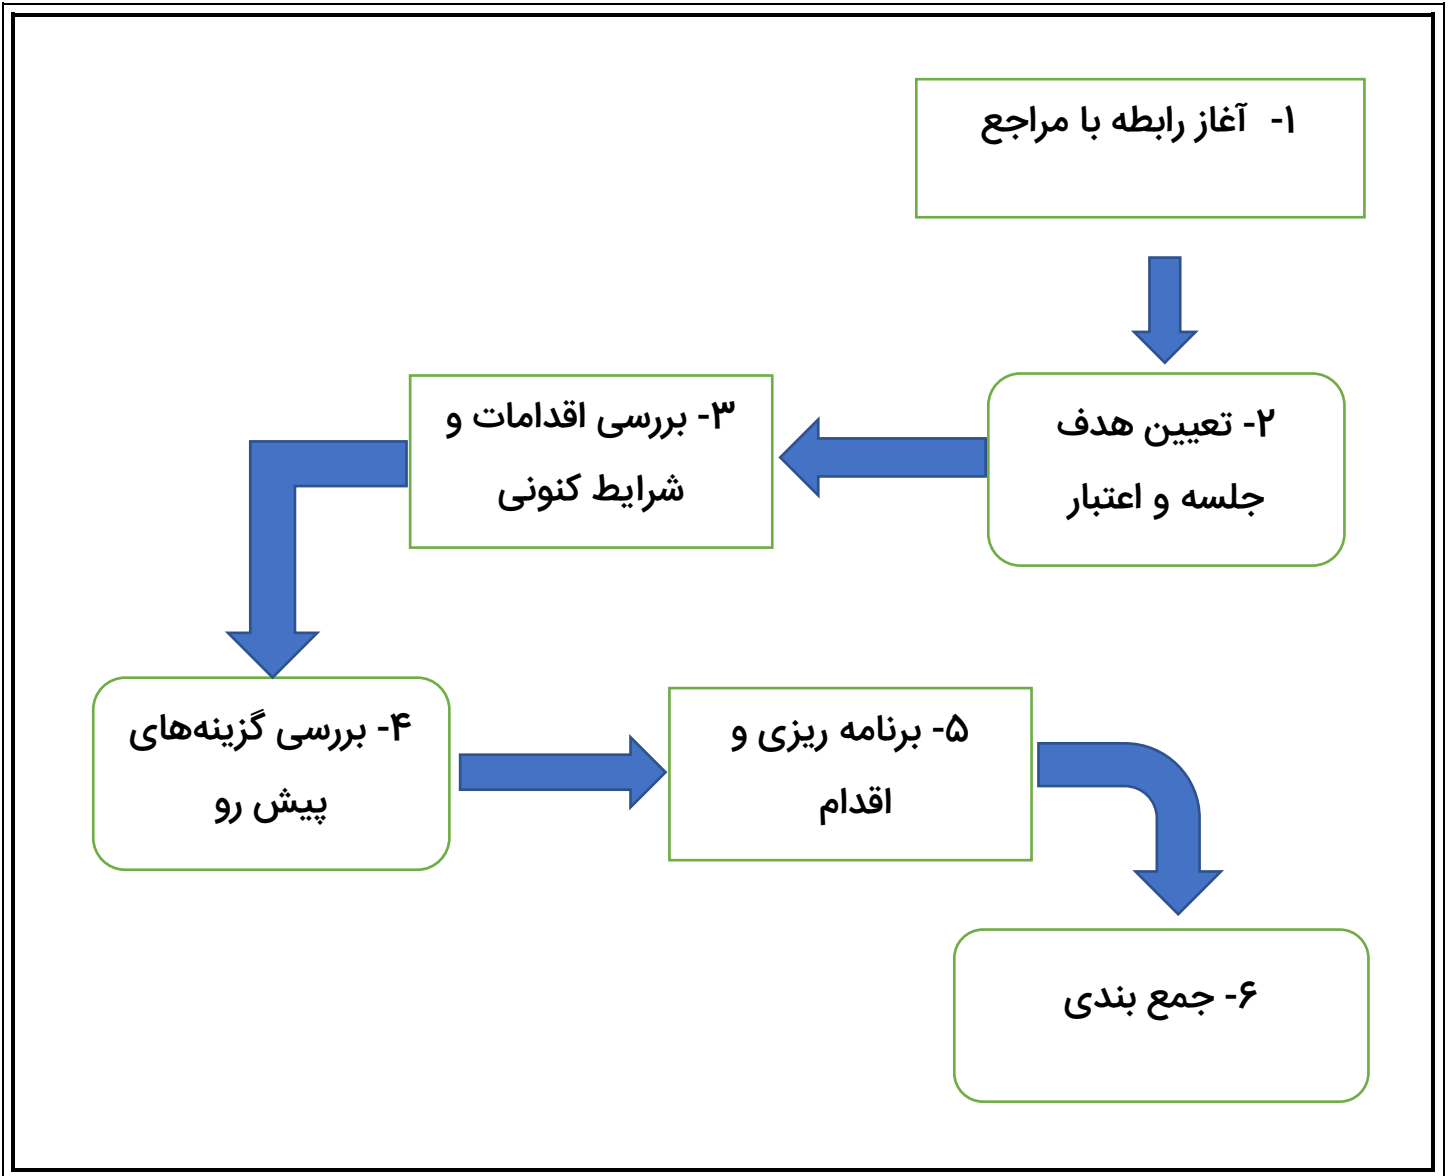 ۱- آغاز رابطه با مراجع
۲- تعیین هدف
جلسه و اعتبار
۳- بررسی اقدامات و
شرایط کنونی
۴- بررسی گزینه‌های
پیش رو
۵- برنامه ریزی و
اقدام
۶- جمع بندی